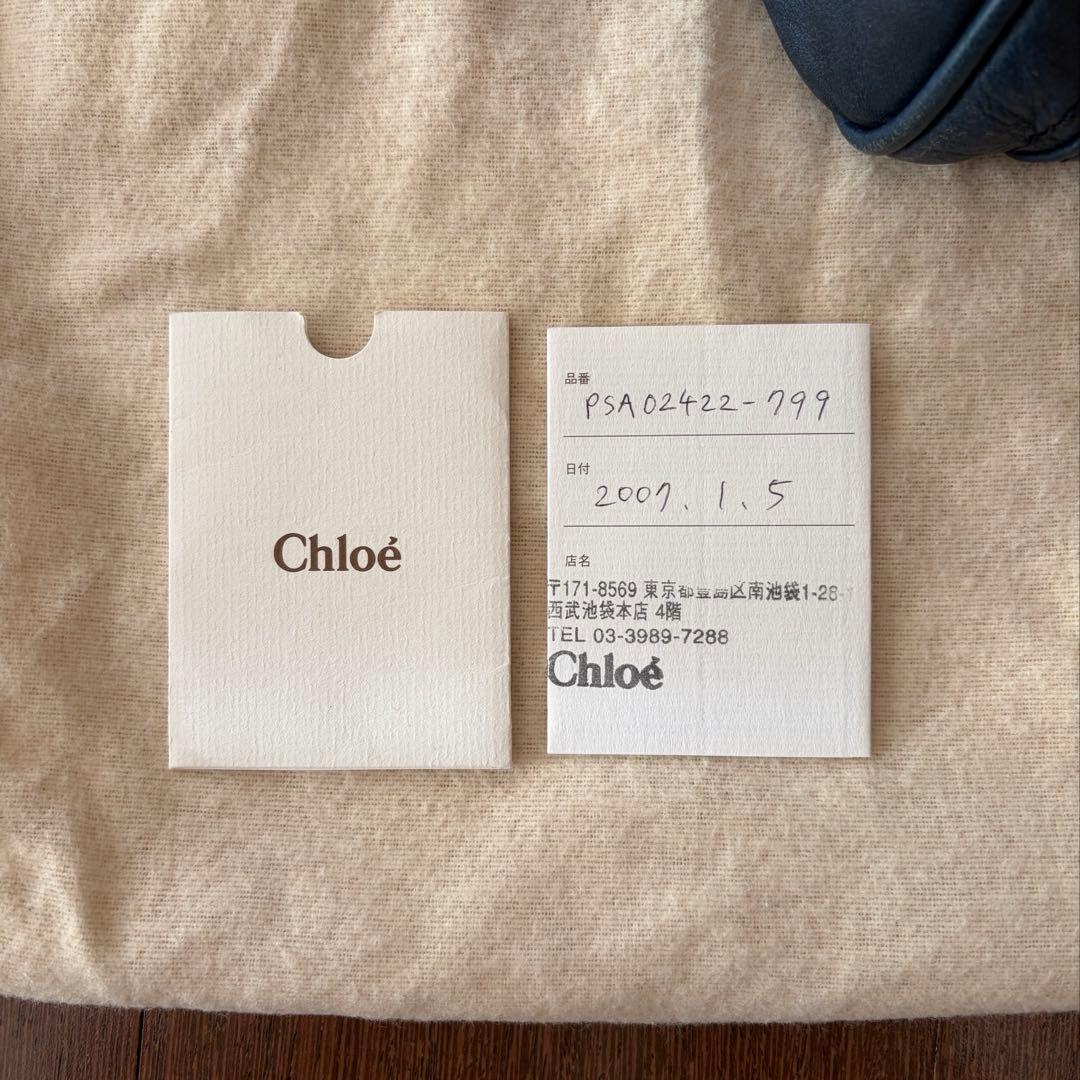 Chloé
品番
PSA02422-799
日付
2007. 1. 5
店名
〒171-8569 東京都豊島区南池袋1-28-1
西武池袋本店 4階
TEL 03-3989-7288
Chloé